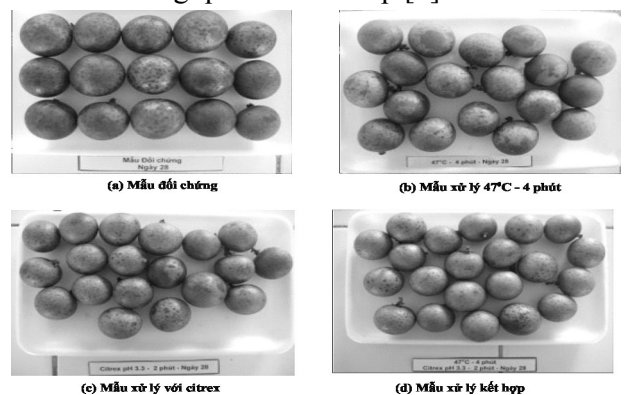 Mẫu Đối chứng
Ngày 28
(a) Mẫu đối chứng
47°C - 4 phút - Ngày 28
(b) Mẫu xử lý 47⁰C - 4 phút
Citrex pH 3.3 - 2 phút - Ngày 28
(c) Mẫu xử lý với citrex
47°C - 4 phút
Citrex pH 3.3 - 2 phút - Ngày 28
(d) Mẫu xử lý kết hợp